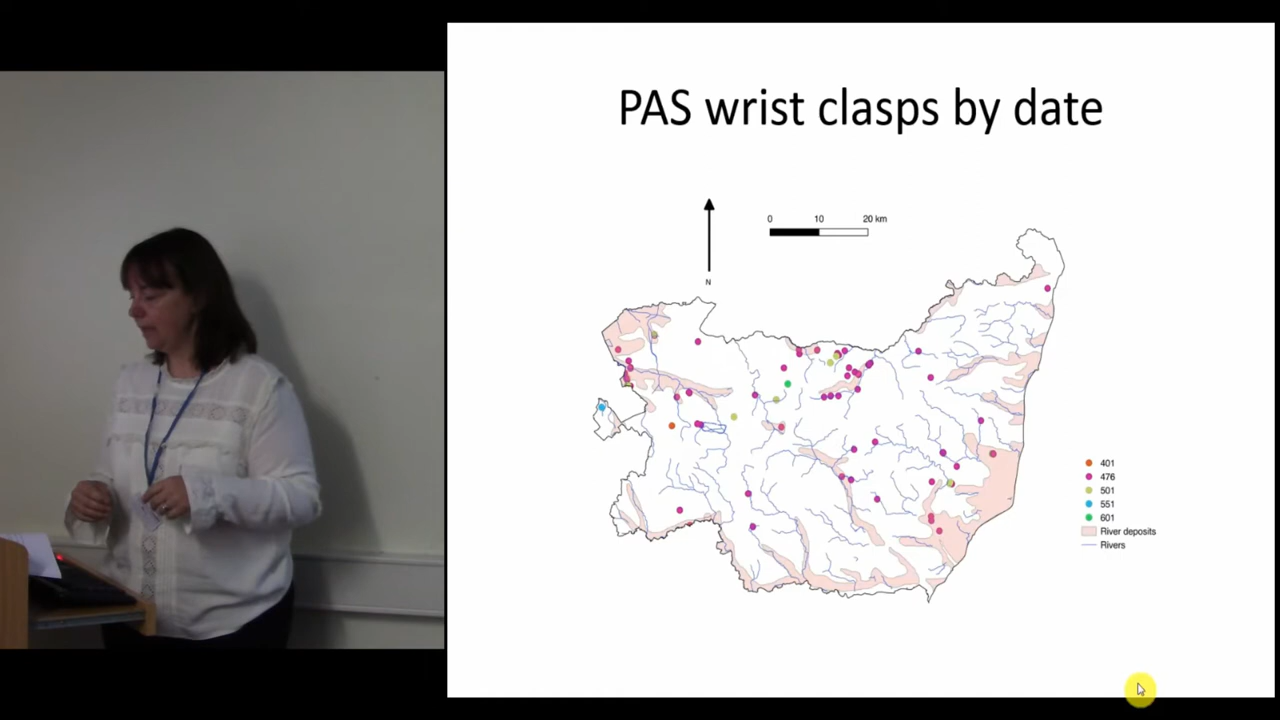 PAS wrist clasps by date
0 10 20 km
N
401
476
501
551
601
River deposits
Rivers